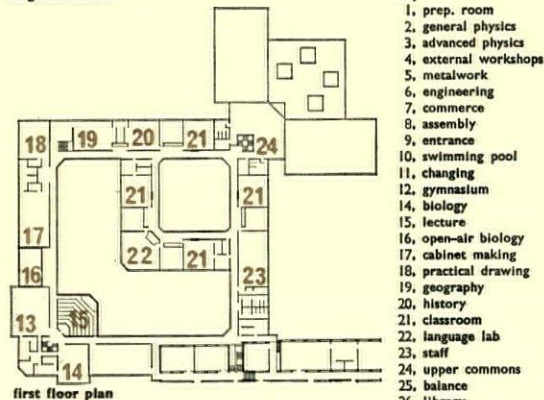 18 19 20 21 24
21 21
17 22 21
16 23
13 15
14
first floor plan
1, prep. room
2, general physics
3, advanced physics
4, external workshops
5, metalwork
6, engineering
7, commerce
8, assembly
9, entrance
10, swimming pool
11, changing
12, gymnasium
14, biology
15, lecture
16, open-air biology
17, cabinet making
18, practical drawing
19, geography
20, history
21, classroom
22, language lab
23, staff
24, upper commons
25, balance